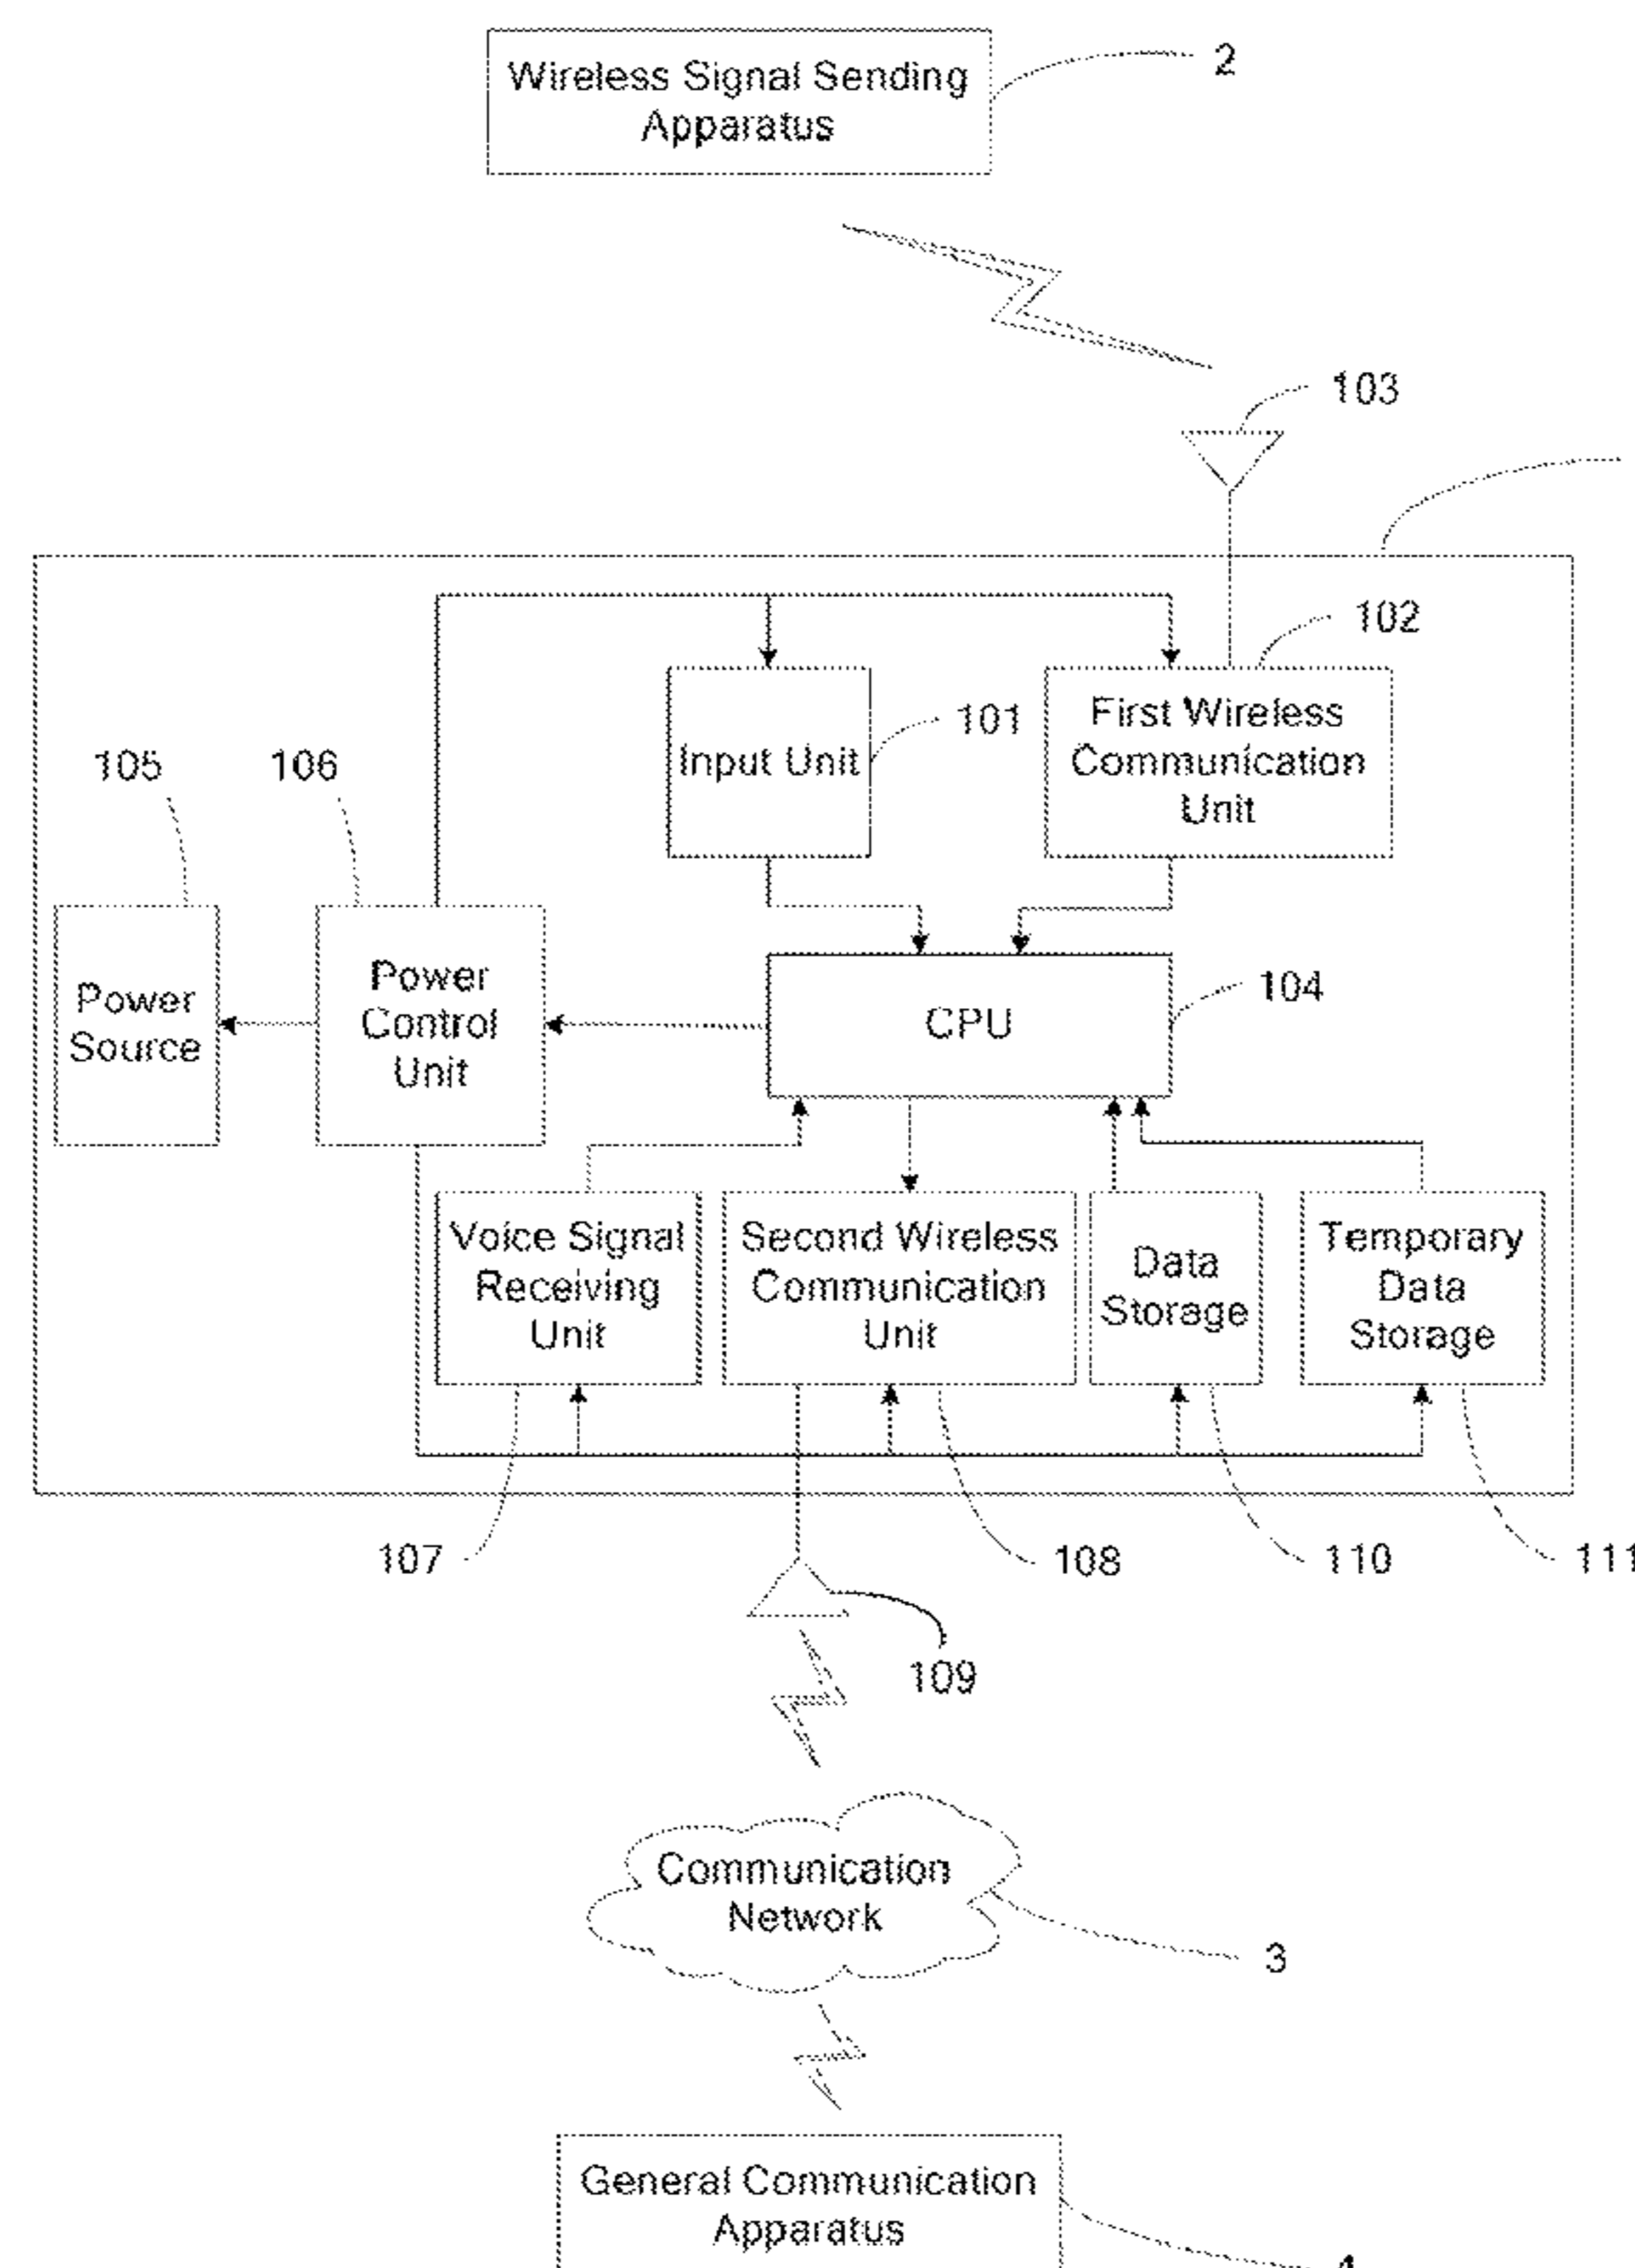 Wireless Signal Sending
Apparatus
2
103
102
First Wireless
Communication
Unit
101
Input Unit
105
106
Power
Source
Power
Control
Unit
CPU
104
Voice Signal
Receiving
Unit
Second Wireless
Communication
Unit
Data
Storage
Temporary
Data
Storage
107
108
110
111
109
Communication
Network
3
General Communication
Apparatus
4